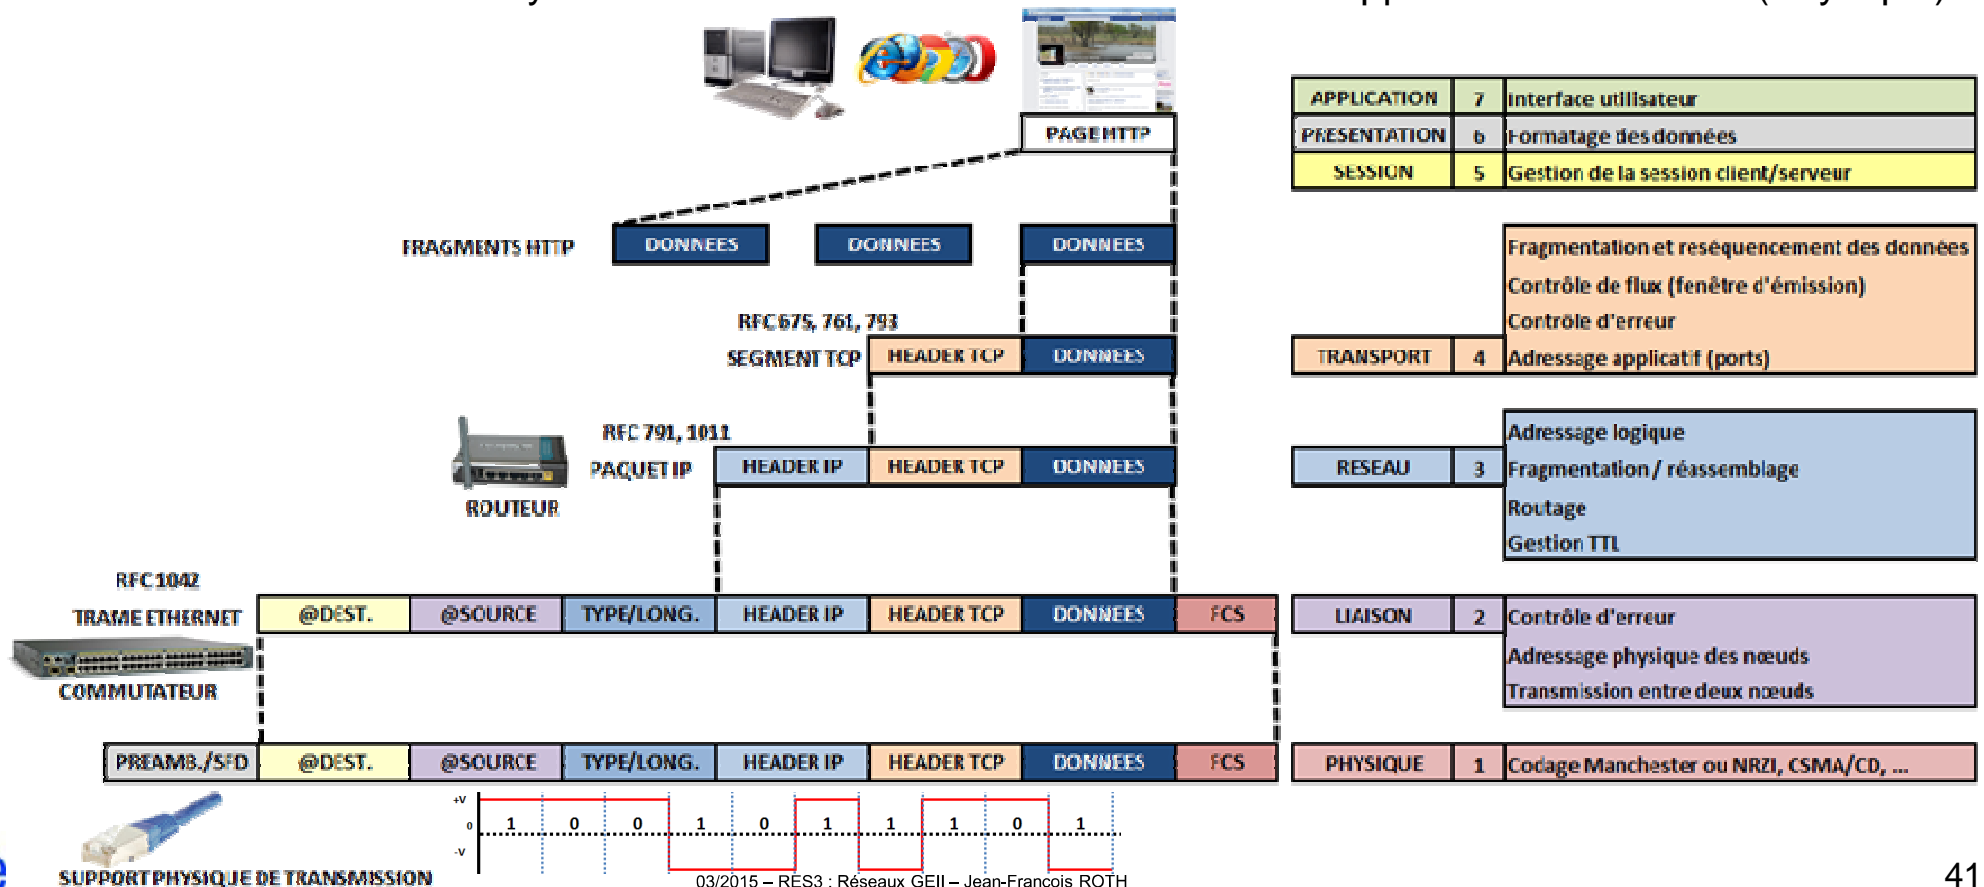 PAGE HTTP
FRAGMENTS HTTP
DONNEES
DONNEES
DONNEES
RFC 675, 761, 793
SEGMENT TCP
HEADER TCP
DONNEES
RFC 791, 1011
PAQUET IP
HEADER IP
HEADER TCP
DONNEES
ROUTEUR
RFC 1042
TRAME ETHERNET
@DEST.
@SOURCE
TYPE/LONG.
HEADER IP
HEADER TCP
DONNEES
FCS
COMMUTATEUR
PREAMB./SFD
@DEST.
@SOURCE
TYPE/LONG.
HEADER IP
HEADER TCP
DONNEES
FCS
SUPPORT PHYSIQUE DE TRANSMISSION
+V
0
-V
1 0 0 1 0 1 1 1 0 1
APPLICATION 7 interface utilisateur
PRESENTATION 6 Formatage des données
SESSION 5 Gestion de la session client/serveur
Fragmentation et reséquencement des données
Contrôle de flux (fenêtre d'émission)
Contrôle d'erreur
TRANSPORT 4 Adressage applicatif (ports)
Adressage logique
RESEAU 3 Fragmentation / réassemblage
Routage
Gestion TTL
LIAISON 2 Contrôle d'erreur
Adressage physique des nœuds
Transmission entre deux nœuds
PHYSIQUE 1 Codage Manchester ou NRZI, CSMA/CD, ...
03/2015 – RES3 : Réseaux GEII – Jean-François ROTH
41